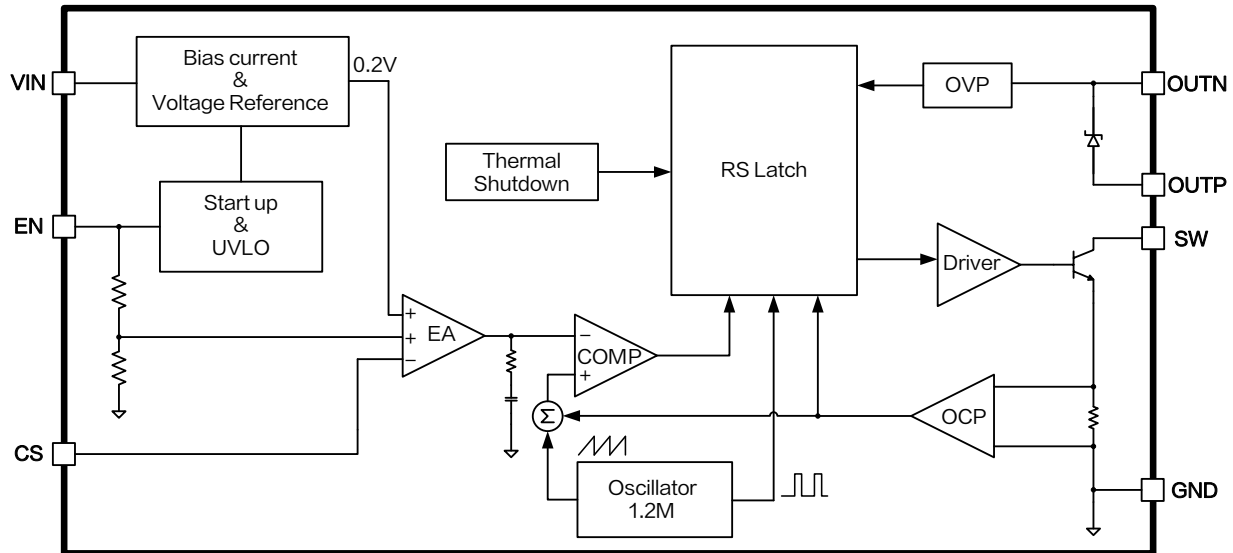 VIN
Bias current
&
Voltage Reference
0.2V
OVP
OUTN
Thermal
Shutdown
RS Latch
OUTP
EN
Start up
&
UVLO
SW
Driver
+
+
−
EA
−
+
COMP
Σ
OCP
CS
Oscillator
1.2M
GND